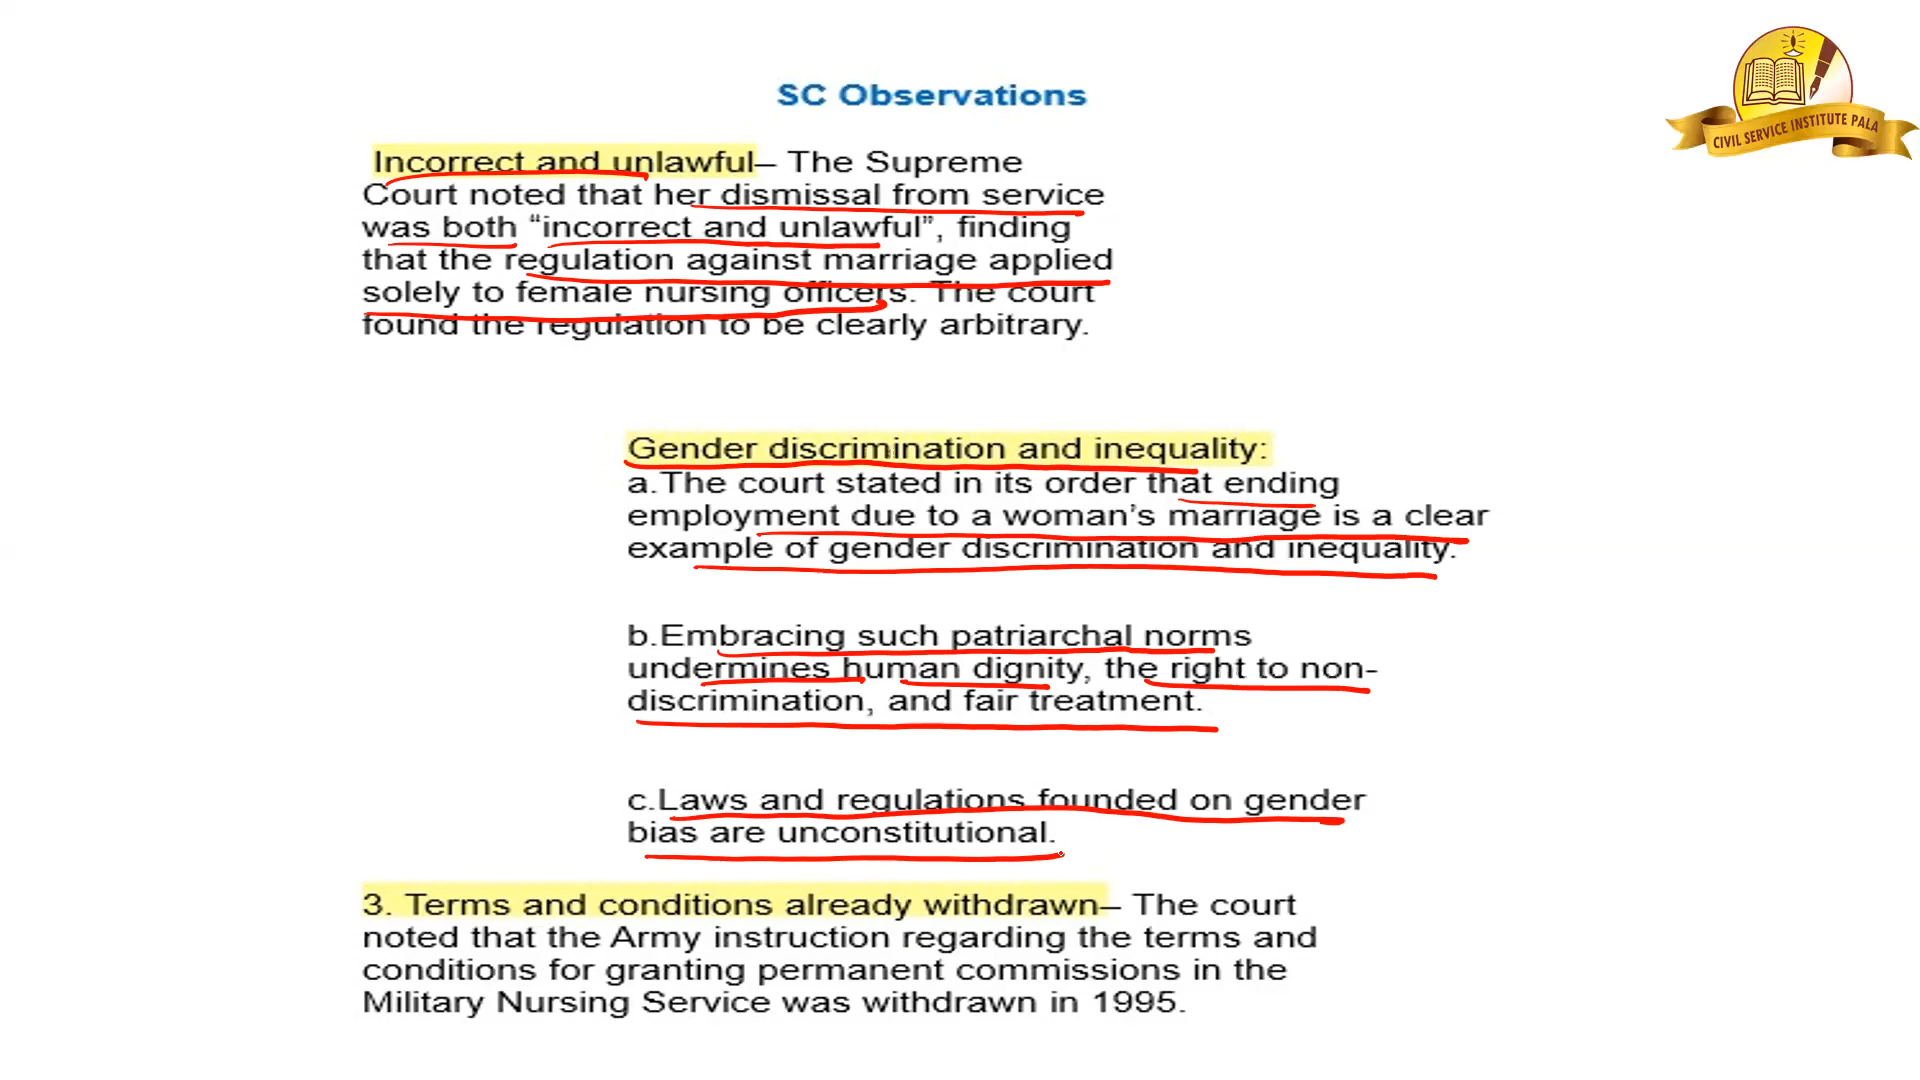 CIVIL SERVICE INSTITUTE PALA
SC Observations
Incorrect and unlawful– The Supreme
Court noted that her dismissal from service
was both “incorrect and unlawful”, finding
that the regulation against marriage applied
solely to female nursing officers. The court
found the regulation to be clearly arbitrary.
Gender discrimination and inequality:
a.The court stated in its order that ending
employment due to a woman’s marriage is a clear
example of gender discrimination and inequality.
b.Embracing such patriarchal norms
undermines human dignity, the right to non-
discrimination, and fair treatment.
c.Laws and regulations founded on gender
bias are unconstitutional.
3. Terms and conditions already withdrawn– The court
noted that the Army instruction regarding the terms and
conditions for granting permanent commissions in the
Military Nursing Service was withdrawn in 1995.